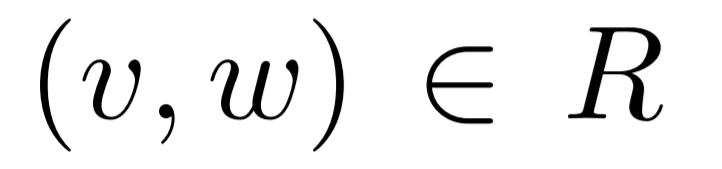 (v, w) ∈ R